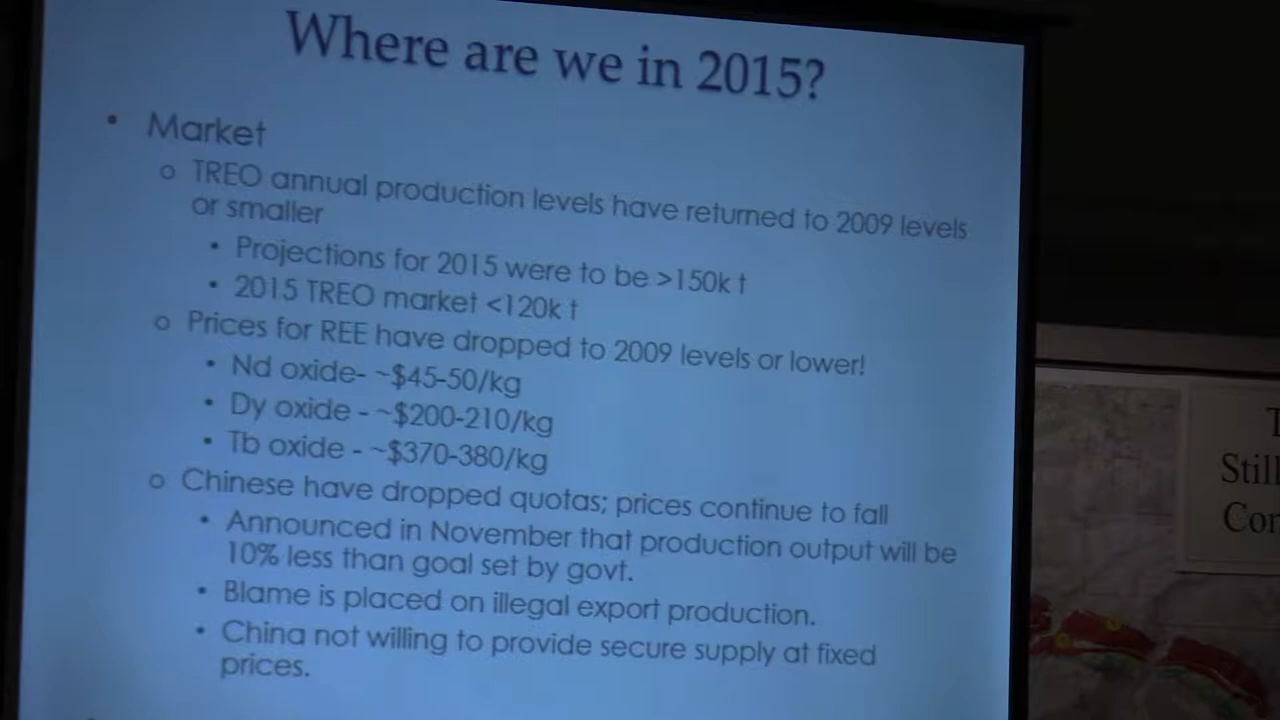 Where are we in 2015?
• Market
o TREO annual production levels have returned to 2009 levels
or smaller
• Projections for 2015 were to be >150k t
• 2015 TREO market <120k t
o Prices for REE have dropped to 2009 levels or lower!
• Nd oxide- ~$45-50/kg
• Dy oxide - ~$200-210/kg
• Tb oxide - ~$370-380/kg
o Chinese have dropped quotas; prices continue to fall
• Announced in November that production output will be
10% less than goal set by govt.
• Blame is placed on illegal export production.
• China not willing to provide secure supply at fixed
prices.
T
Still
Con